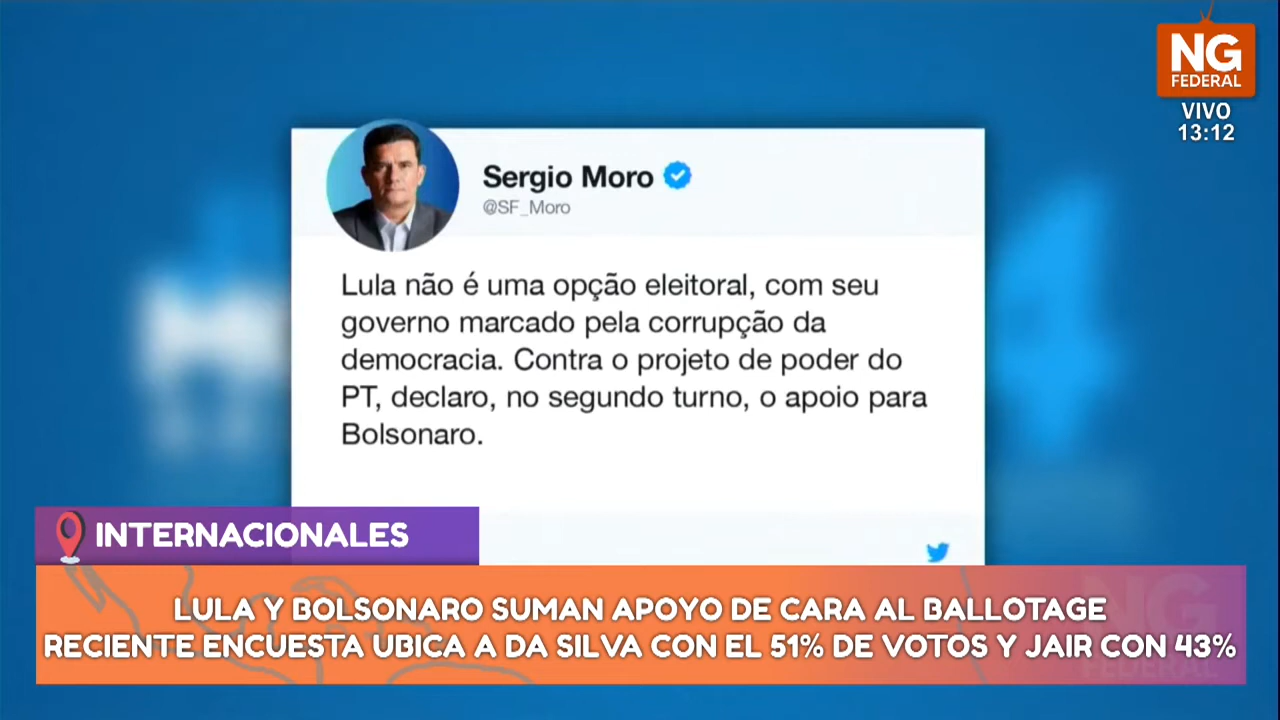 NG
FEDERAL
VIVO
13:12
Sergio Moro
@SF_Moro
Lula não é uma opção eleitoral, com seu
governo marcado pela corrupção da
democracia. Contra o projeto de poder do
PT, declaro, no segundo turno, o apoio para
Bolsonaro.
INTERNACIONALES
LULA Y BOLSONARO SUMAN APOYO DE CARA AL BALLOTAGE
RECIENTE ENCUESTA UBICA A DA SILVA CON EL 51% DE VOTOS Y JAIR CON 43%